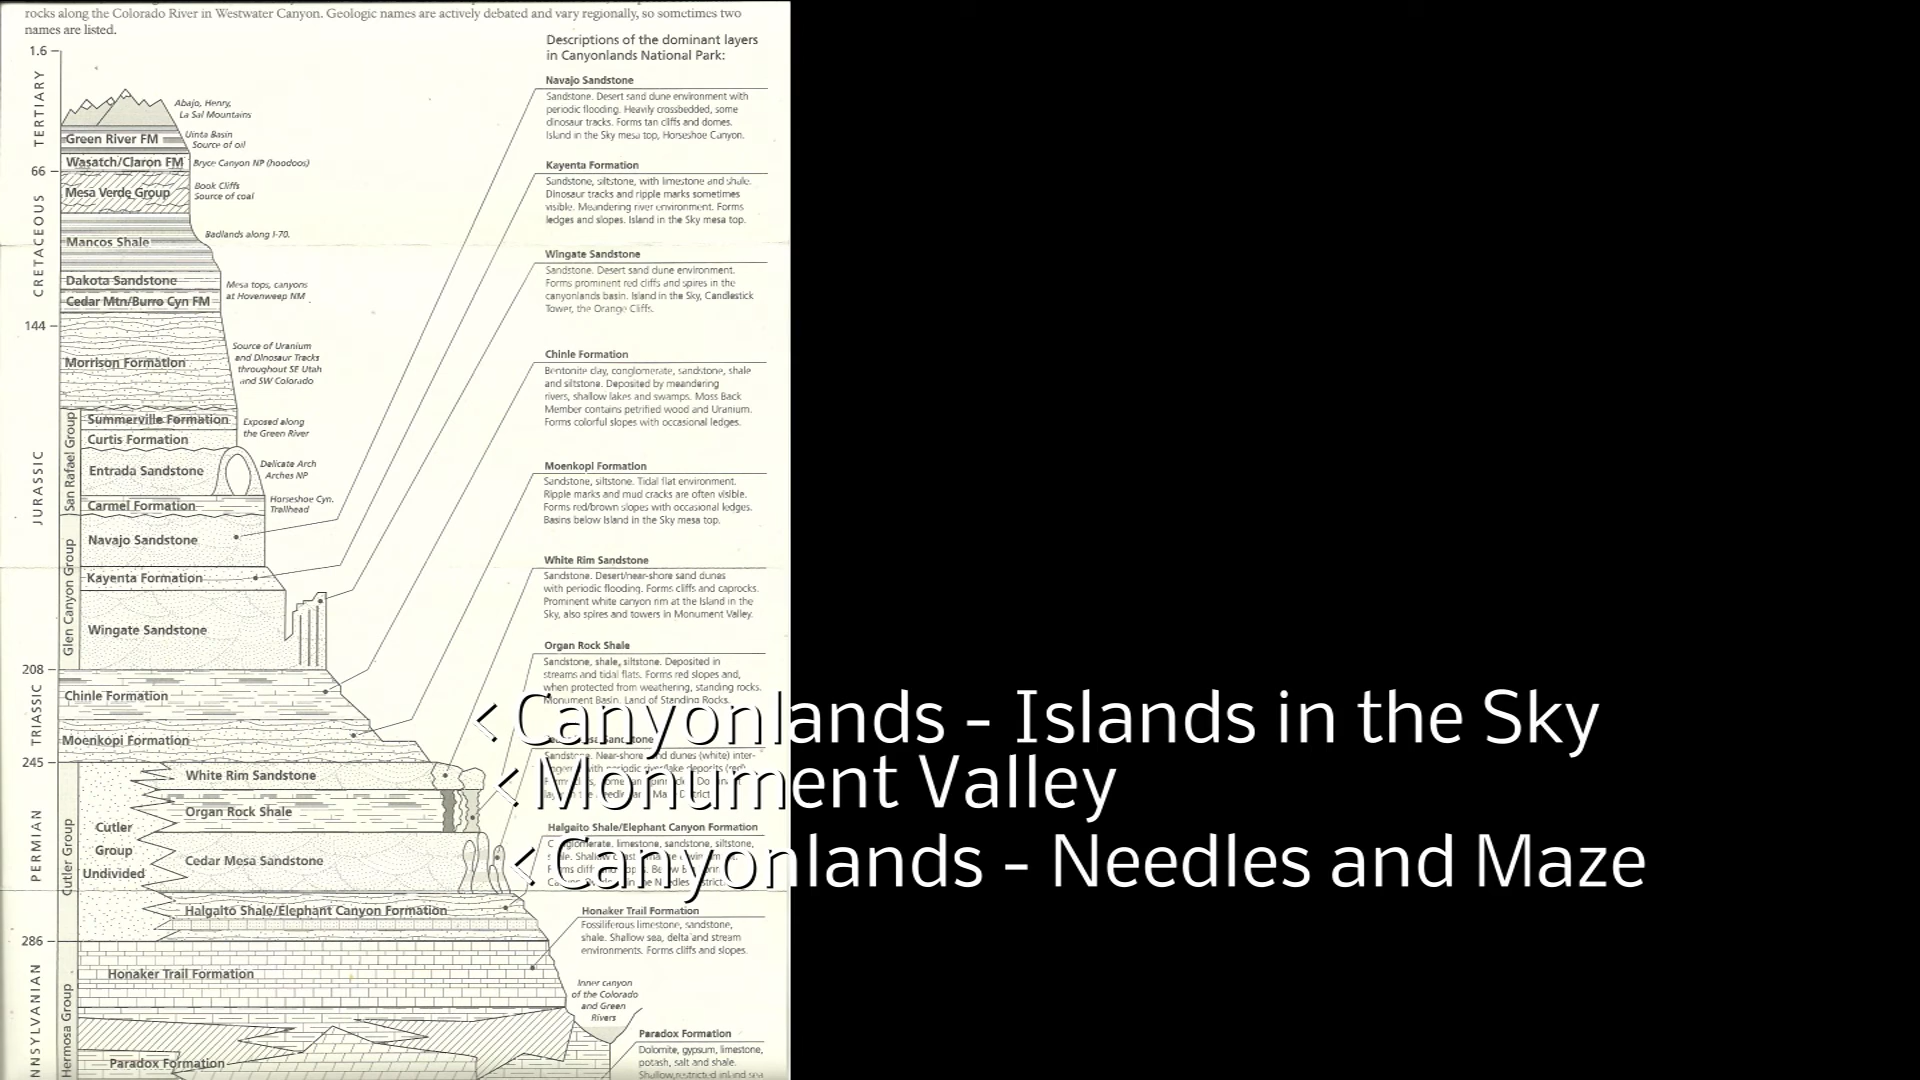 rocks along the Colorado River in Westwater Canyon. Geologic names are actively debated and vary regionally, so sometimes two
names are listed.
1.6
TERTIARY
66
CRETACEOUS
144
JURASSIC
208
TRIASSIC
245
PERMIAN
286
NNSYLVANIAN
Abajo, Henry,
La Sal Mountains
Green River FM
Uinta Basin
Source of oil
Wasatch/Claron FM
Bryce Canyon NP (hoodoos)
Mesa Verde Group
Book Cliffs
Source of coal
Mancos Shale
Badlands along I-70.
Dakota Sandstone
Cedar Mtn/Burro Cyn FM
Mesa tops, canyons
at Hovenweep NM
Morrison Formation
Source of Uranium
and Dinosaur Tracks
throughout SE Utah
and SW Colorado
San Rafael Group
Summerville Formation
Curtis Formation
Exposed along
the Green River
Entrada Sandstone
Delicate Arch
Arches NP
Carmel Formation
Horseshoe Cyn.
Trailhead
Glen Canyon Group
Navajo Sandstone
Kayenta Formation
Wingate Sandstone
Chinle Formation
Moenkopi Formation
Cutler Group
Cutler
Group
Undivided
White Rim Sandstone
Organ Rock Shale
Cedar Mesa Sandstone
Halgaito Shale/Elephant Canyon Formation
Hermosa Group
Honaker Trail Formation
Paradox Formation
Inner canyon
of the Colorado
and Green
Rivers
Descriptions of the dominant layers
in Canyonlands National Park:
Navajo Sandstone
Sandstone. Desert sand dune environment with
periodic flooding. Heavily crossbedded, some
dinosaur tracks. Forms tan cliffs and domes.
Island in the Sky mesa top, Horseshoe Canyon.
Kayenta Formation
Sandstone, siltstone, with limestone and shale.
Dinosaur tracks and ripple marks sometimes
visible. Meandering river environment. Forms
ledges and slopes. Island in the Sky mesa top.
Wingate Sandstone
Sandstone. Desert sand dune environment.
Forms prominent red cliffs and spires in the
canyonlands basin. Island in the Sky, Candlestick
Tower, the Orange Cliffs.
Chinle Formation
Bentonite clay, conglomerate, sandstone, shale
and siltstone. Deposited by meandering
rivers, shallow lakes and swamps. Moss Back
Member contains petrified wood and Uranium.
Forms colorful slopes with occasional ledges.
Moenkopi Formation
Sandstone, siltstone. Tidal flat environment.
Ripple marks and mud cracks are often visible.
Forms red/brown slopes with occasional ledges.
Basins below Island in the Sky mesa top.
White Rim Sandstone
Sandstone. Desert/near-shore sand dunes
with periodic flooding. Forms cliffs and caprocks.
Prominent white canyon rim at the Island in the
Sky, also spires and towers in Monument Valley.
Organ Rock Shale
Sandstone, shale, siltstone. Deposited in
streams and tidal flats. Forms red slopes and,
when protected from weathering, standing rocks.
Monument Basin. Land of Standing Rocks.
< Canyonlands - Islands in the Sky
Sandstone. Near-shore dunes (white) inter-
< Monument Valley
Halgaito Shale/Elephant Canyon Formation
limestone, sandstone, siltstone,
< Canyonlands - Needles and Maze
Honaker Trail Formation
Fossiliferous limestone, sandstone,
shale. Shallow sea, delta and stream
environments. Forms cliffs and slopes.
Paradox Formation
Dolomite, gypsum, limestone,
potash, salt and shale.
Shallow, restricted inland sea